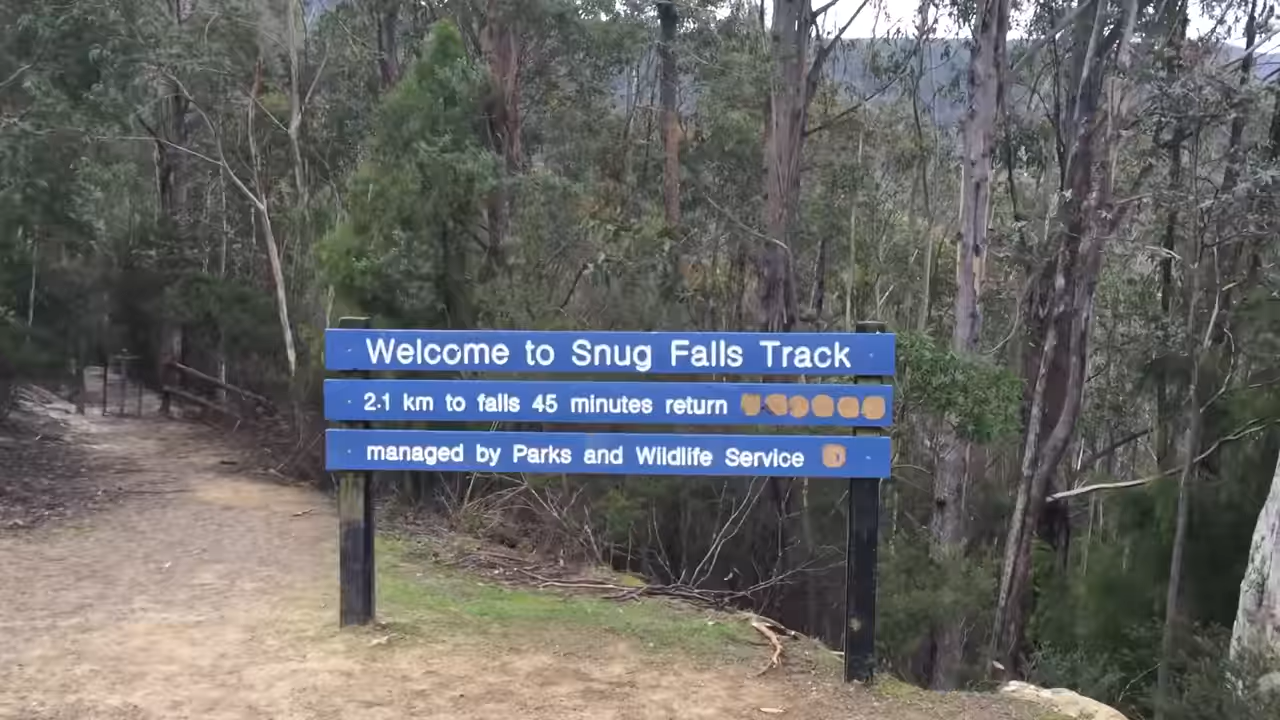 Welcome to Snug Falls Track
2.1 km to falls 45 minutes return
managed by Parks and Wildlife Service